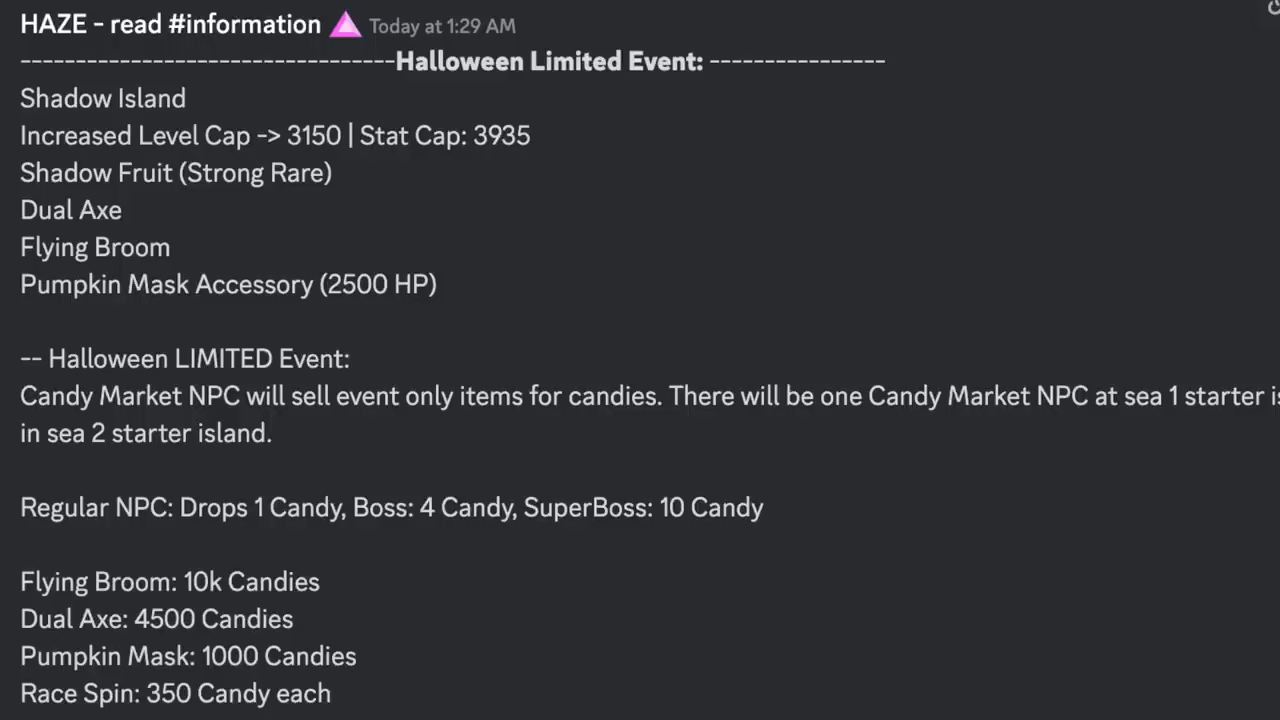 HAZE - read #information Today at 1:29 AM
----------------------------------Halloween Limited Event: ----------------
Shadow Island
Increased Level Cap -> 3150 | Stat Cap: 3935
Shadow Fruit (Strong Rare)
Dual Axe
Flying Broom
Pumpkin Mask Accessory (2500 HP)
-- Halloween LIMITED Event:
Candy Market NPC will sell event only items for candies. There will be one Candy Market NPC at sea 1 starter
in sea 2 starter island.
Regular NPC: Drops 1 Candy, Boss: 4 Candy, SuperBoss: 10 Candy
Flying Broom: 10k Candies
Dual Axe: 4500 Candies
Pumpkin Mask: 1000 Candies
Race Spin: 350 Candy each